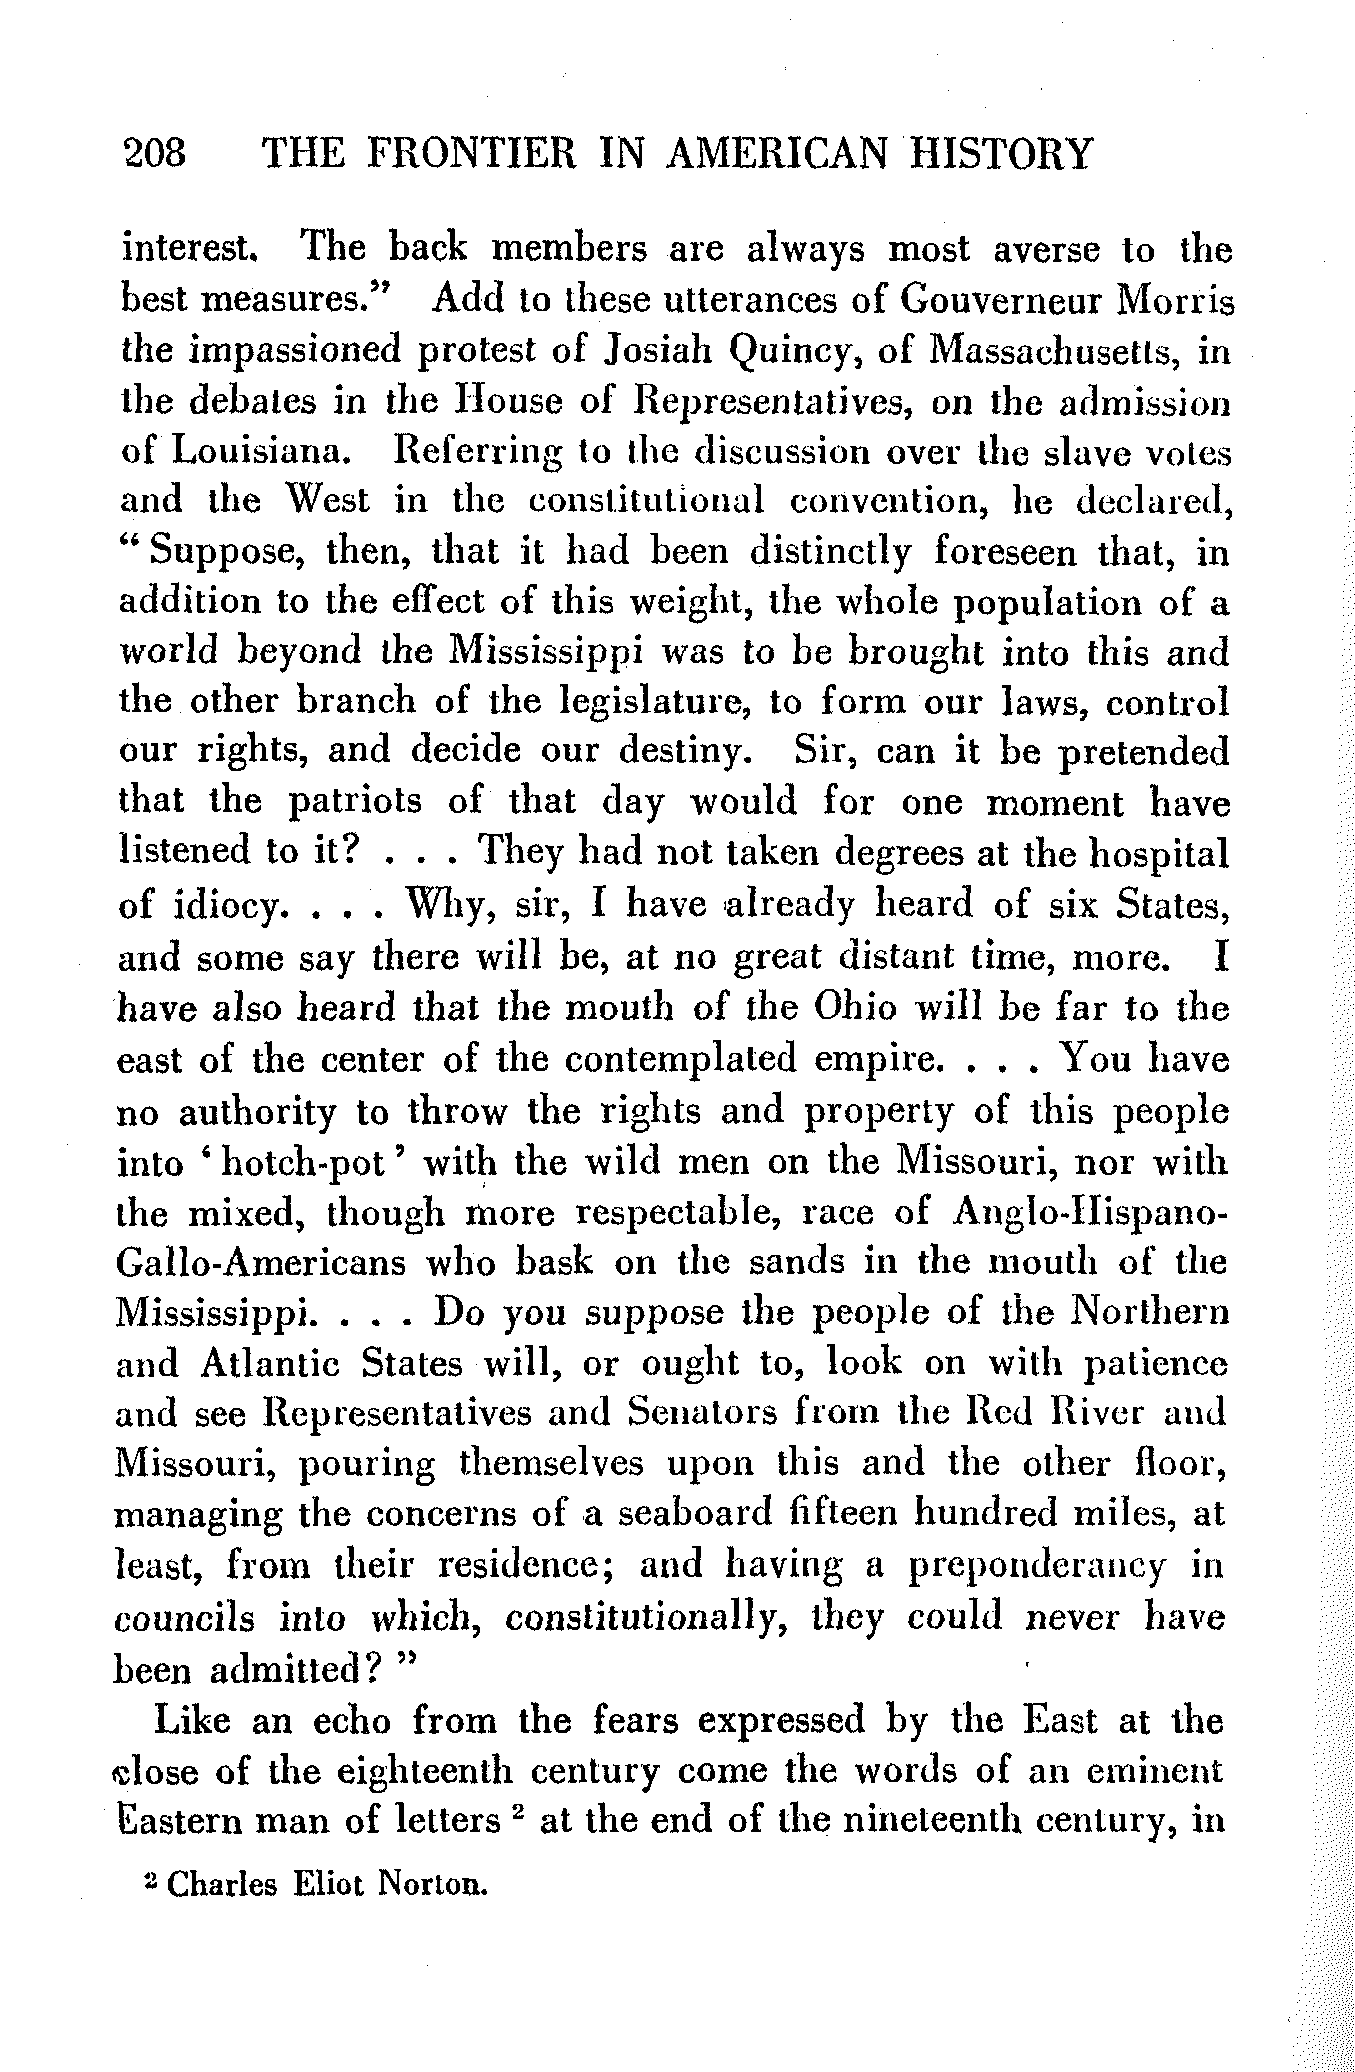 208 THE FRONTIER IN AMERICAN HISTORY
interest. The back members are always most averse to the
best measures.” Add to these utterances of Gouverneur Morris
the impassioned protest of Josiah Quincy, of Massachusetts, in
the debates in the House of Representatives, on the admission
of Louisiana. Referring to the discussion over the slave votes
and the West in the constitutional convention, he declared,
“ Suppose, then, that it had been distinctly foreseen that, in
addition to the effect of this weight, the whole population of a
world beyond the Mississippi was to be brought into this and
the other branch of the legislature, to form our laws, control
our rights, and decide our destiny. Sir, can it be pretended
that the patriots of that day would for one moment have
listened to it? . . . They had not taken degrees at the hospital
of idiocy. . . . Why, sir, I have already heard of six States,
and some say there will be, at no great distant time, more. I
have also heard that the mouth of the Ohio will be far to the
east of the center of the contemplated empire. . . . You have
no authority to throw the rights and property of this people
into ‘ hotch-pot ’ with the wild men on the Missouri, nor with
the mixed, though more respectable, race of Anglo-Hispano-
Gallo-Americans who bask on the sands in the mouth of the
Mississippi. . . . Do you suppose the people of the Northern
and Atlantic States will, or ought to, look on with patience
and see Representatives and Senators from the Red River and
Missouri, pouring themselves upon this and the other floor,
managing the concerns of a seaboard fifteen hundred miles, at
least, from their residence; and having a preponderancy in
councils into which, constitutionally, they could never have
been admitted? ”
Like an echo from the fears expressed by the East at the
close of the eighteenth century come the words of an eminent
Eastern man of letters ² at the end of the nineteenth century, in
² Charles Eliot Norton.